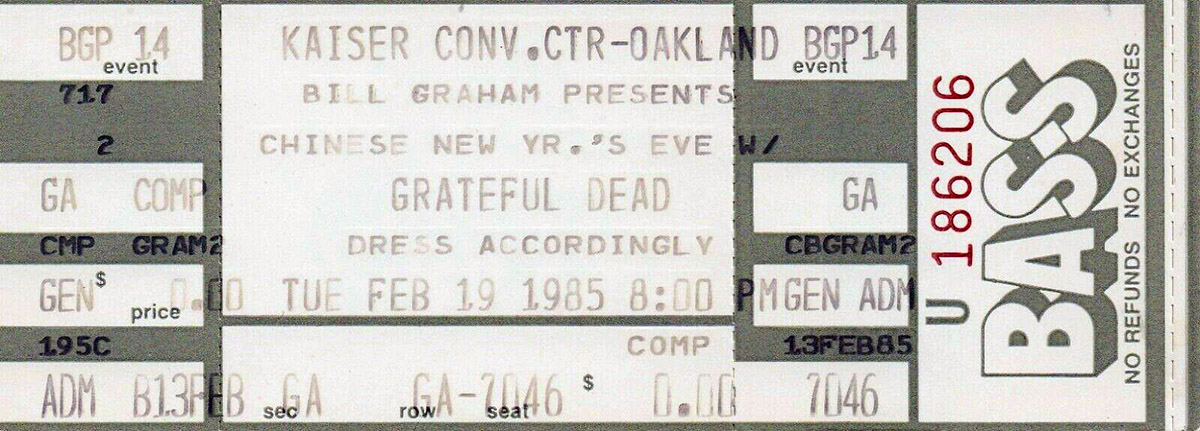 BGP 14 KAISER CONV.CTR-OAKLAND BGP14
event event
717 BILL GRAHAM PRESENTS
2 CHINESE NEW YR.'S EVE W/
GA COMP GRATEFUL DEAD GA
CMP GRAM2 DRESS ACCORDINGLY CBGRAM2
GEN $ 0.00 TUE FEB 19 1985 8:00 PM GEN ADM
price
195C COMP 13FEB85
ADM B13FEB GA GA-7046 $ 0.00 7046
sec row seat
U 186206
BASS
NO REFUNDS NO EXCHANGES